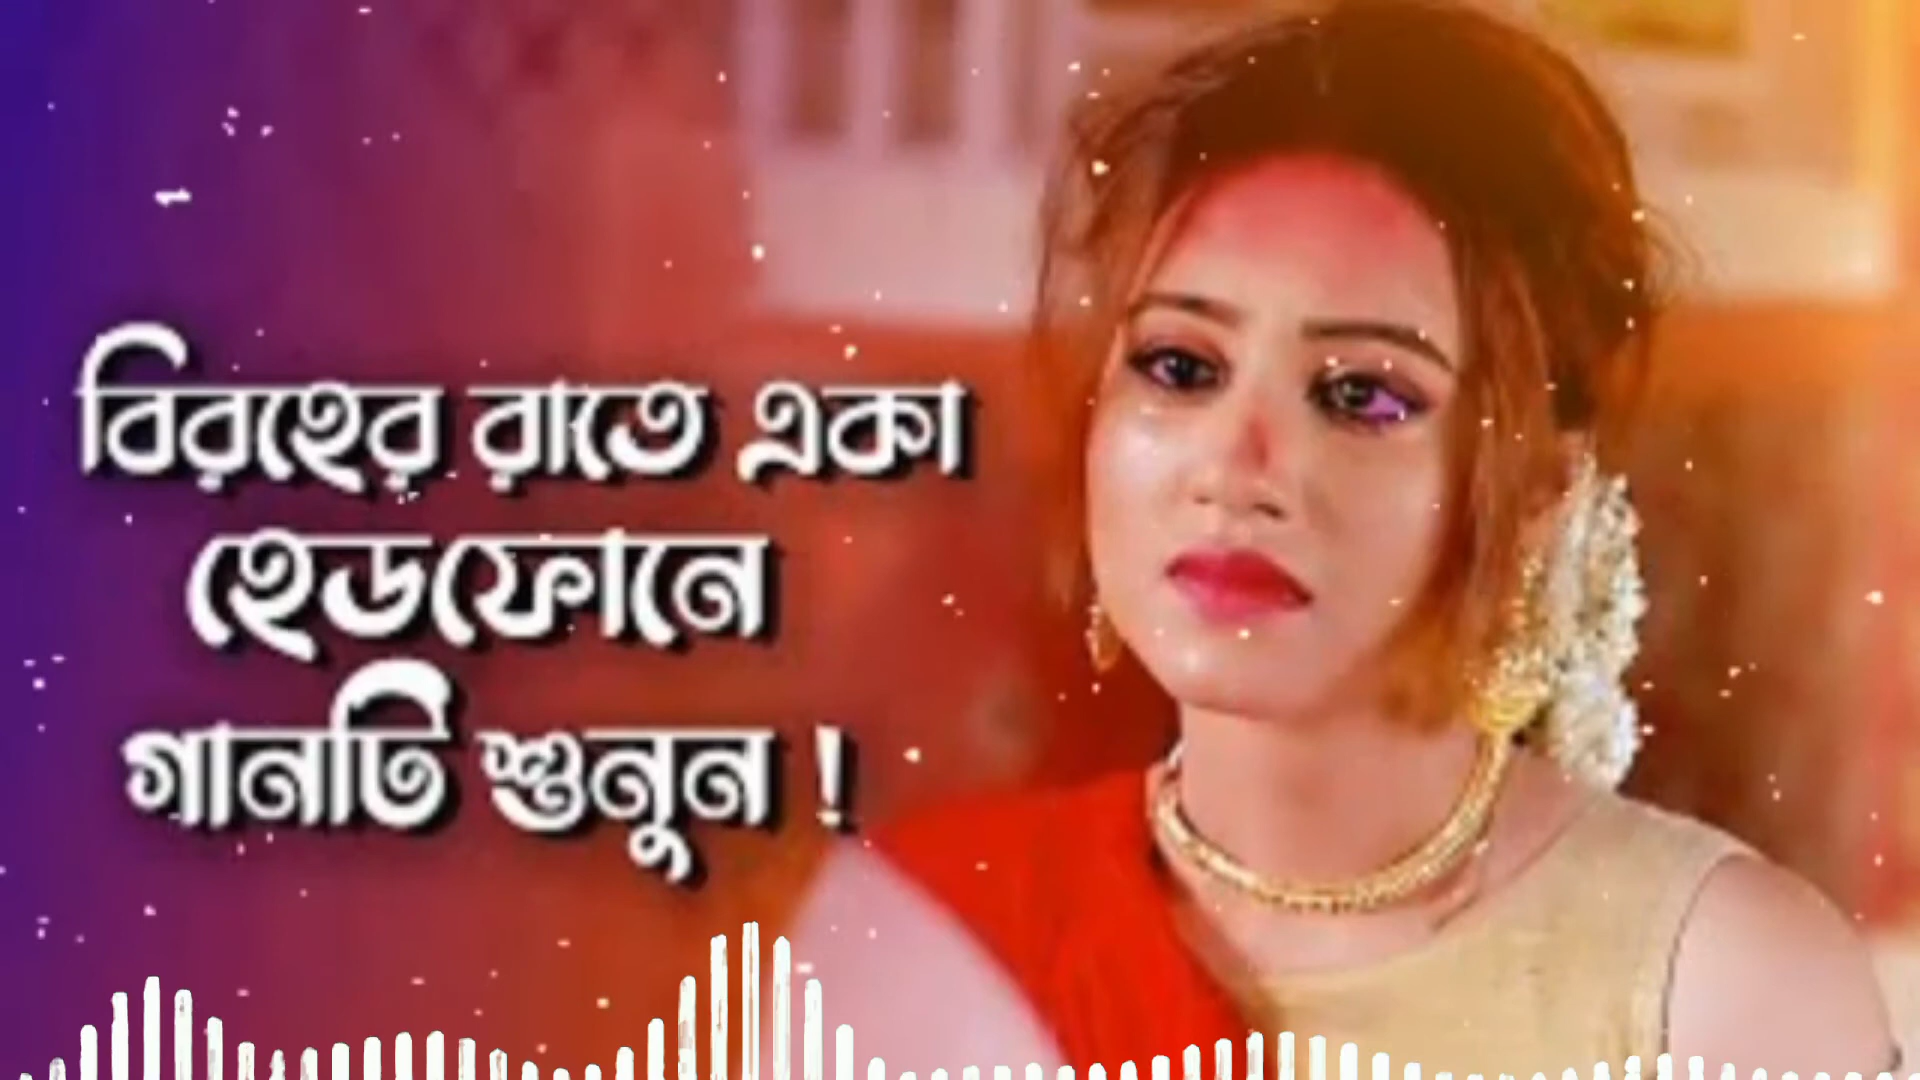 বিরহের রাতে একা
হেডফোনে
গানটি শুনুন !